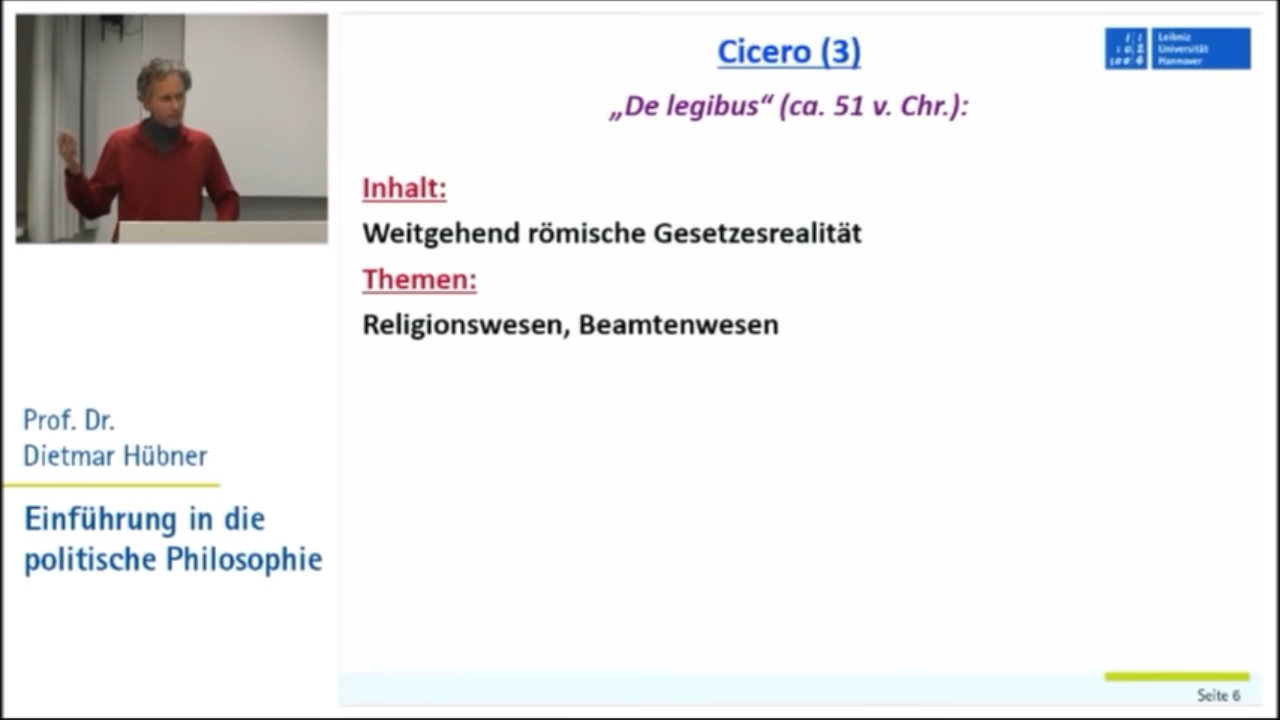 Cicero (3)
Leibniz
Universität
Hannover
„De legibus“ (ca. 51 v. Chr.):
Inhalt:
Weitgehend römische Gesetzesrealität
Themen:
Religionswesen, Beamtenwesen
Prof. Dr.
Dietmar Hübner
Einführung in die
politische Philosophie
Seite 6